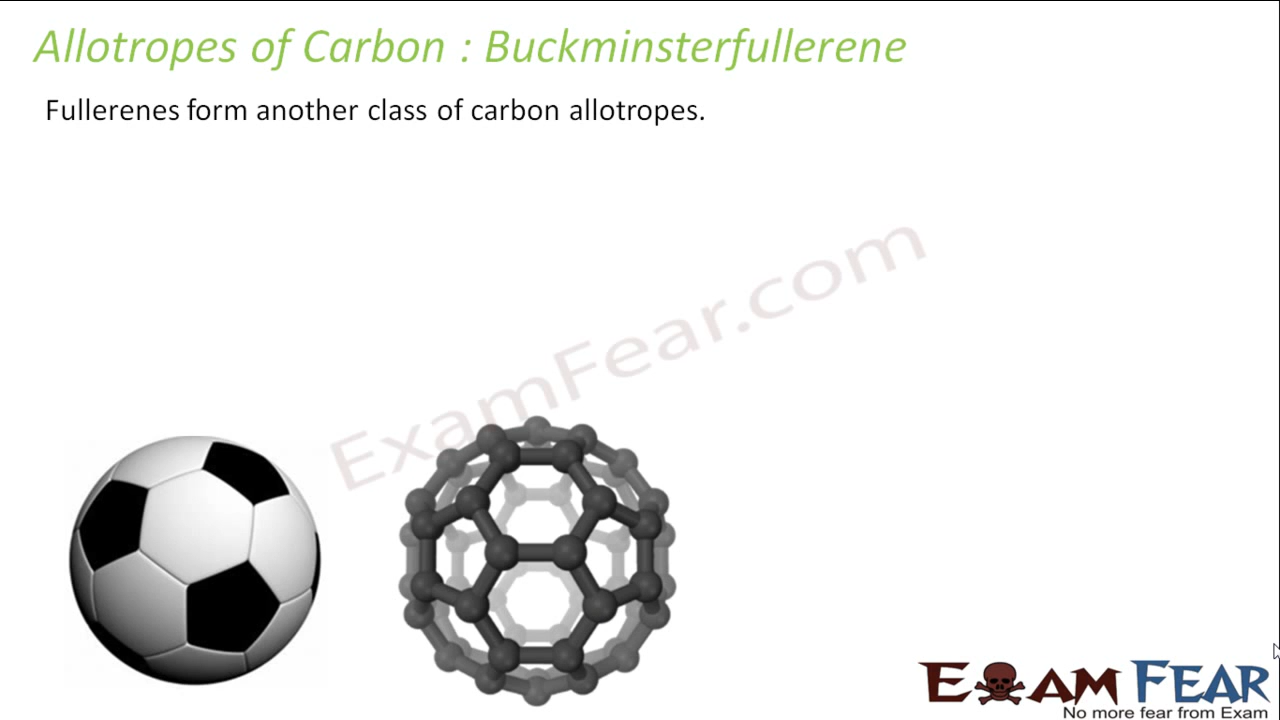 Allotropes of Carbon : Buckminsterfullerene
Fullerenes form another class of carbon allotropes.
ExamFear.com
EXAM FEAR
No more fear from Exam